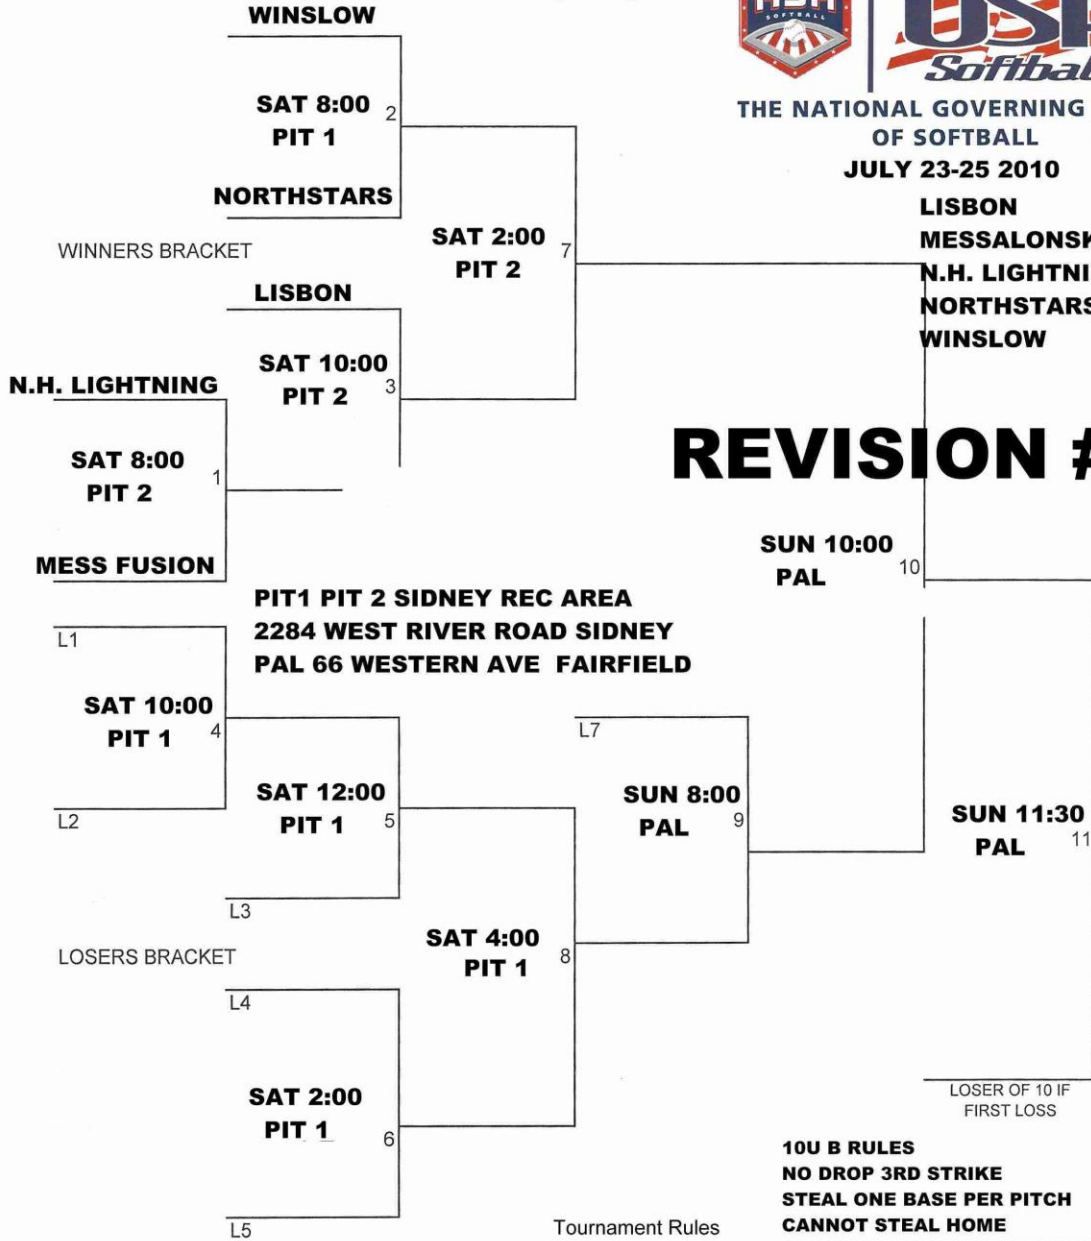 WINSLOW
SOFTBALL
Softbal
THE NATIONAL GOVERNING
OF SOFTBALL
JULY 23-25 2010
SAT 8:00
PIT 1
2
NORTHSTARS
LISBON
N.H. LIGHTNI
NORTHSTARS
WINSLOW
WINNERS BRACKET
SAT 2:00
PIT 2
7
LISBON
SAT 10:00
PIT 2
3
N.H. LIGHTNING
SAT 8:00
PIT 2
1
MESS FUSION
REVISION #
SUN 10:00
PAL
10
PIT1 PIT 2 SIDNEY REC AREA
2284 WEST RIVER ROAD SIDNEY
PAL 66 WESTERN AVE FAIRFIELD
L1
SAT 10:00
PIT 1
4
L2
SAT 12:00
PIT 1
5
L3
L7
SUN 8:00
PAL
9
SUN 11:30
PAL
11
LOSERS BRACKET
SAT 4:00
PIT 1
8
L4
SAT 2:00
PIT 1
6
L5
LOSER OF 10 IF
FIRST LOSS
Tournament Rules
10U B RULES
NO DROP 3RD STRIKE
STEAL ONE BASE PER PITCH
CANNOT STEAL HOME